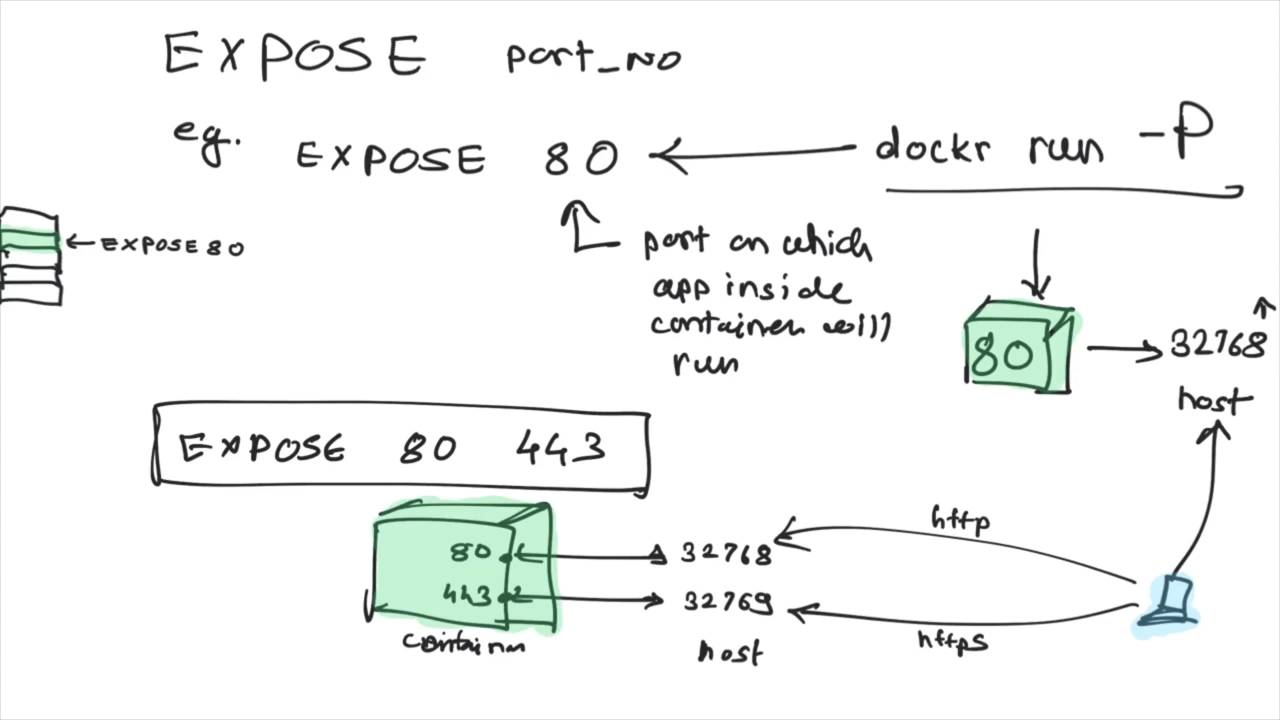 EXPOSE port_NO
eg. EXPOSE 80 ← dockr run -P
← EXPOSE 80
port on which
app inside
container will
run
80 → 32768
host
EXPOSE 80 443
80 32768
443 32769
container
host
http
https